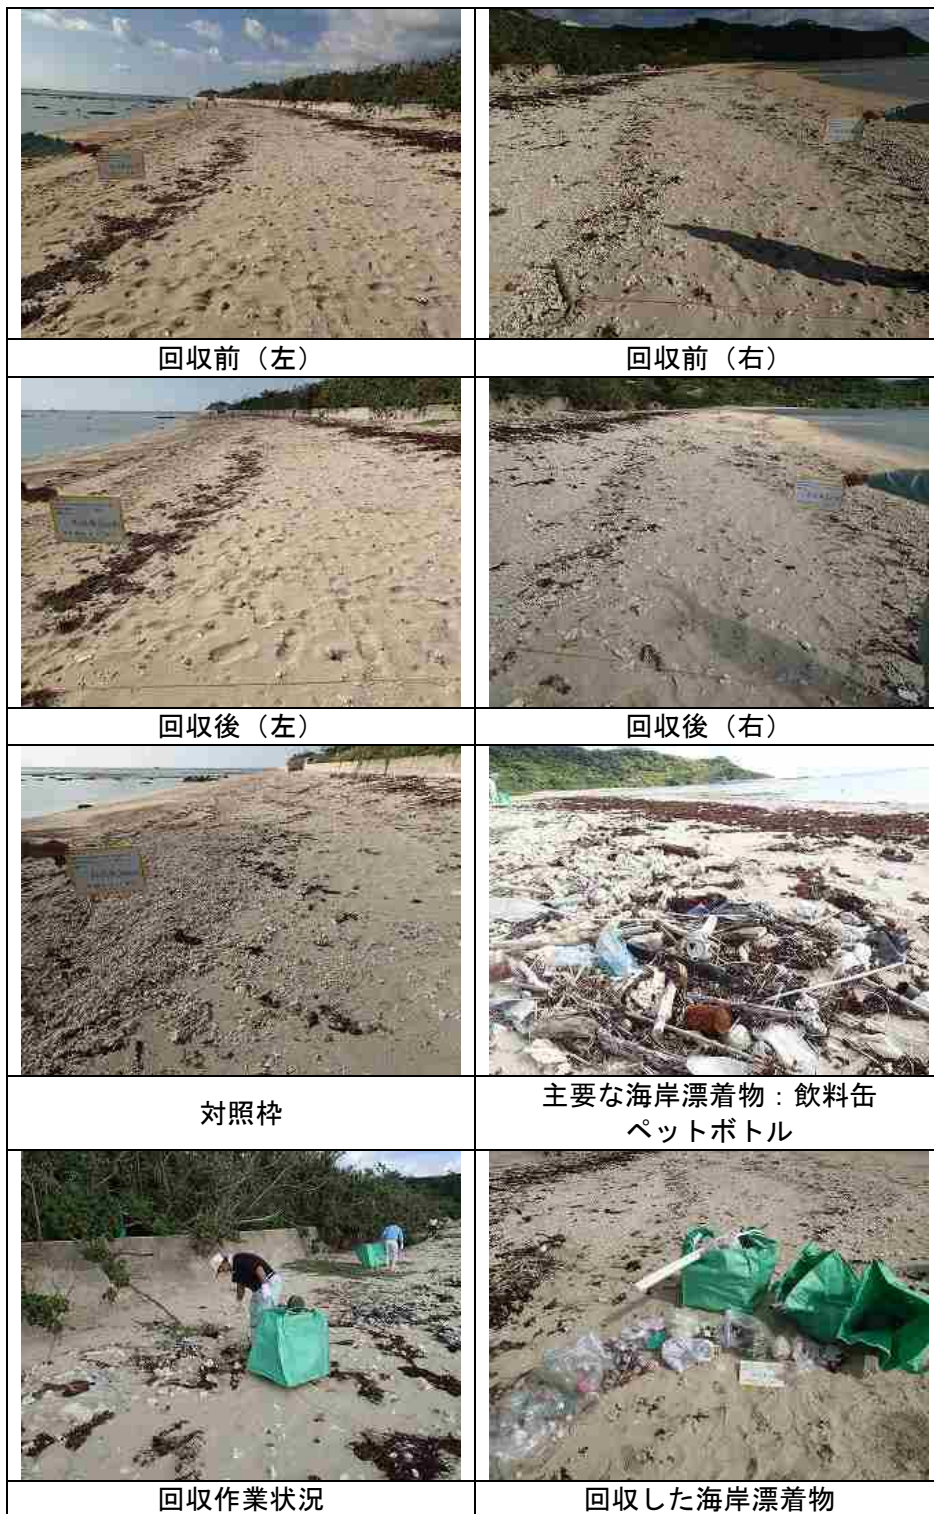 回収前（左）
回収前（右）
回収後（左）
回収後（右）
対照枠
主要な海岸漂着物：飲料缶
ペットボトル
回収作業状況
回収した海岸漂着物